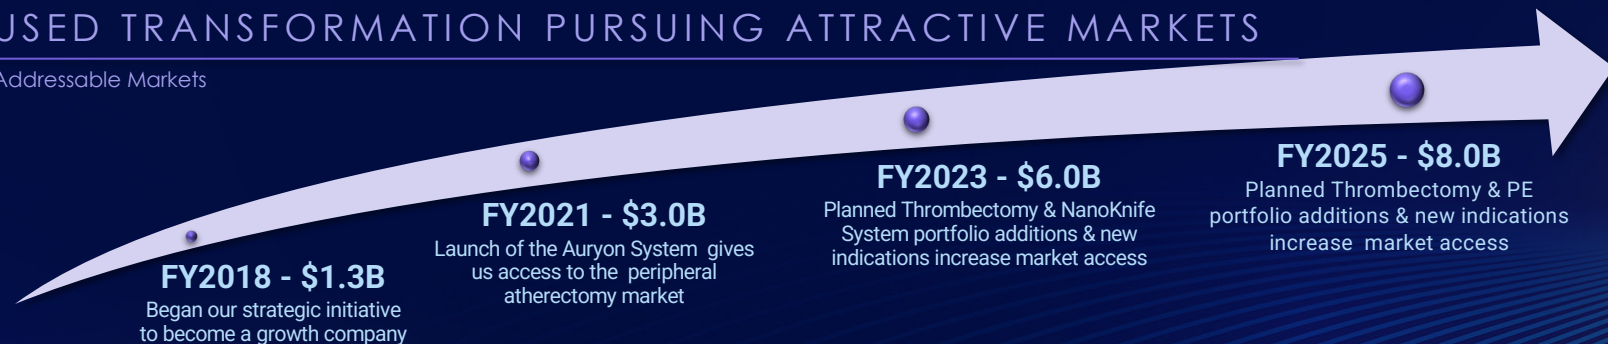 USED TRANSFORMATION PURSUING ATTRACTIVE MARKETS
Addressable Markets
FY2018 - $1.3B
Began our strategic initiative
to become a growth company
FY2021 - $3.0B
Launch of the Auryon System gives
us access to the peripheral
atherectomy market
FY2023 - $6.0B
Planned Thrombectomy & NanoKnife
System portfolio additions & new
indications increase market access
FY2025 - $8.0B
Planned Thrombectomy & PE
portfolio additions & new indications
increase market access